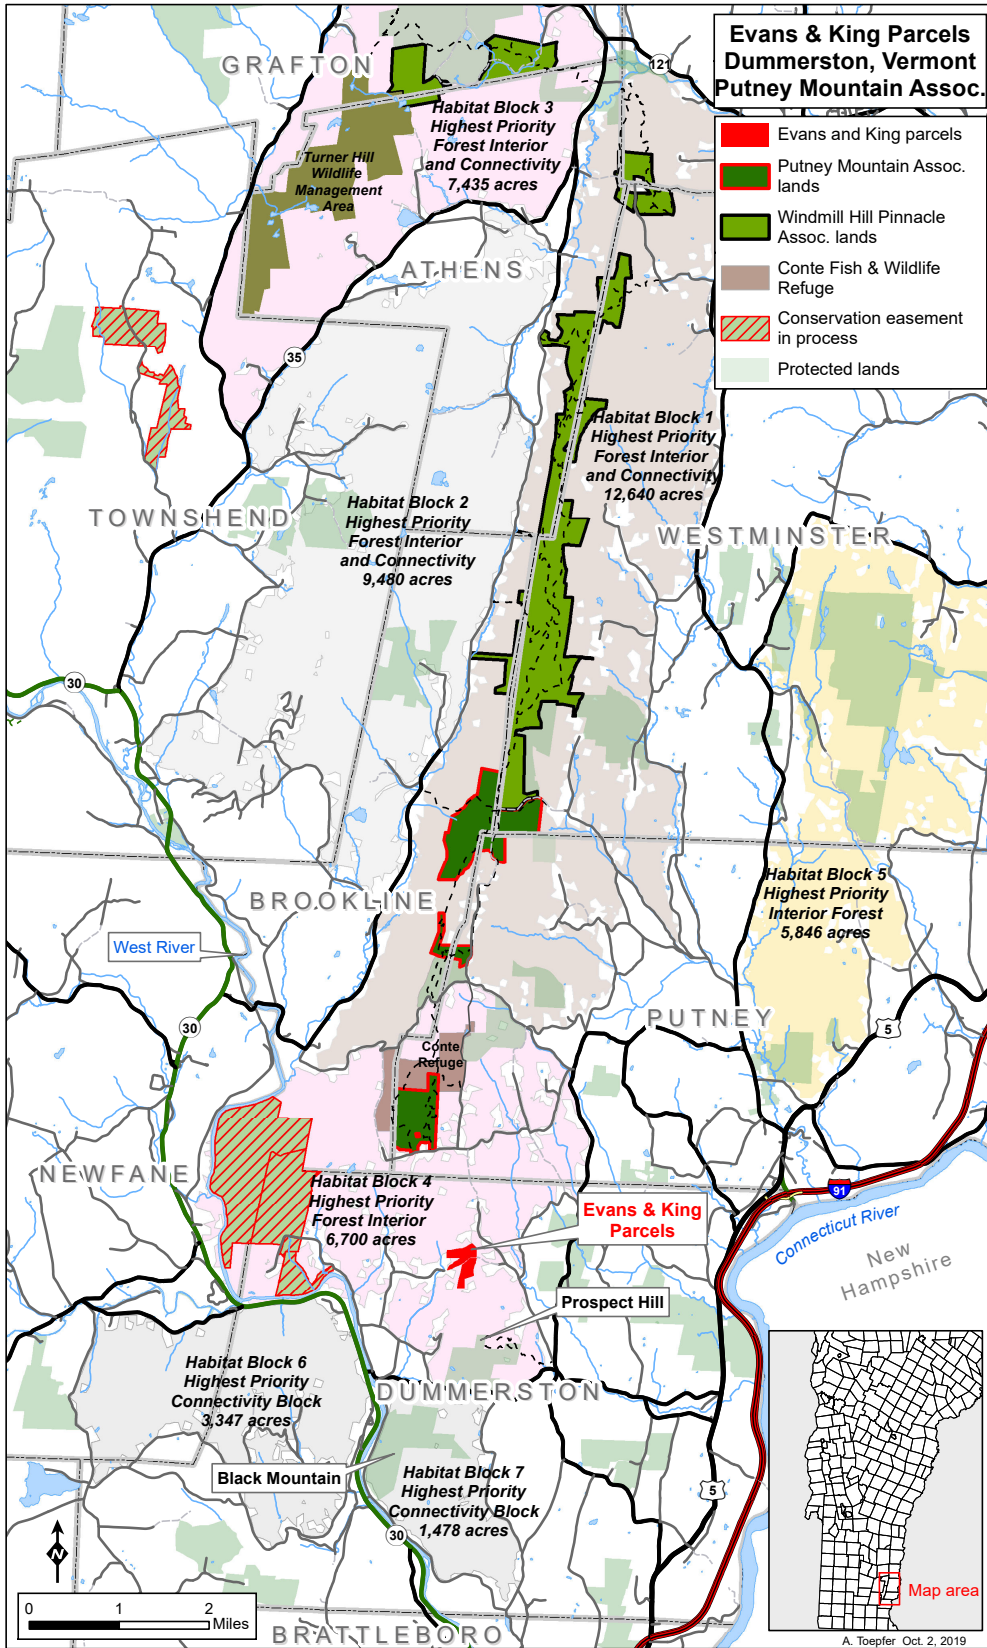 Evans & King Parcels
Dummerston, Vermont
Putney Mountain Assoc.
Evans and King parcels
Putney Mountain Assoc.
lands
Windmill Hill Pinnacle
Assoc. lands
Conte Fish & Wildlife
Refuge
Conservation easement
in process
Protected lands
GRAFTON
121
Habitat Block 3
Highest Priority
Forest Interior
and Connectivity
7,435 acres
Turner Hill
Wildlife
Management
Area
ATHENS
35
Habitat Block 1
Highest Priority
Forest Interior
and Connectivity
12,640 acres
TOWNSHEND
Habitat Block 2
Highest Priority
Forest Interior
and Connectivity
9,480 acres
WESTMINSTER
30
Habitat Block 5
Highest Priority
Interior Forest
5,846 acres
BROOKLINE
West River
30
PUTNEY
5
Conte
Refuge
NEWFANE
Habitat Block 4
Highest Priority
Forest Interior
6,700 acres
Evans & King
Parcels
91
Connecticut River
New
Hampshire
Prospect Hill
Habitat Block 6
Highest Priority
Connectivity Block
3,347 acres
DUMMERSTON
Black Mountain
Habitat Block 7
Highest Priority
Connectivity Block
1,478 acres
5
30
N
0 1 2
Miles
BRATTLEBORO
Map area
A. Toepfer Oct. 2, 2019